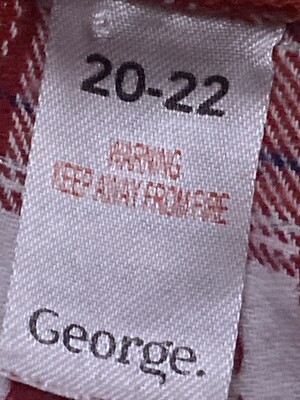 20-22
WARNING
KEEP AWAY FROM FIRE
George.